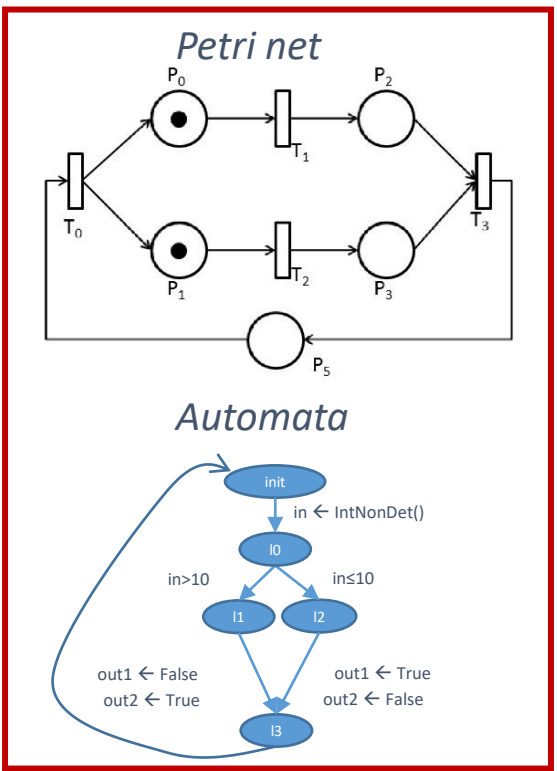 Petri net
P0 P2
T1
T0 T3
P1 T2 P3
P5
Automata
init
in ← IntNonDet()
l0
in>10 in≤10
l1 l2
out1 ← False out1 ← True
out2 ← True out2 ← False
l3